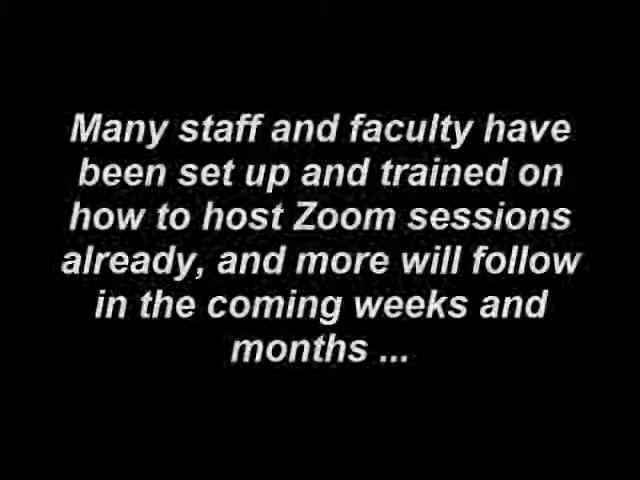 Many staff and faculty have
been set up and trained on
how to host Zoom sessions
already, and more will follow
in the coming weeks and
months ...